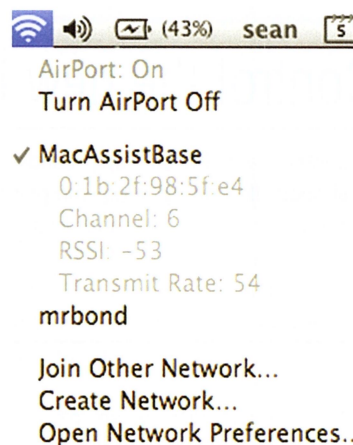 (43%) sean S
AirPort: On
Turn AirPort Off
✓ MacAssistBase
0:1b:2f:98:5f:e4
Channel: 6
RSSI: -53
Transmit Rate: 54
mrbond
Join Other Network...
Create Network...
Open Network Preferences..